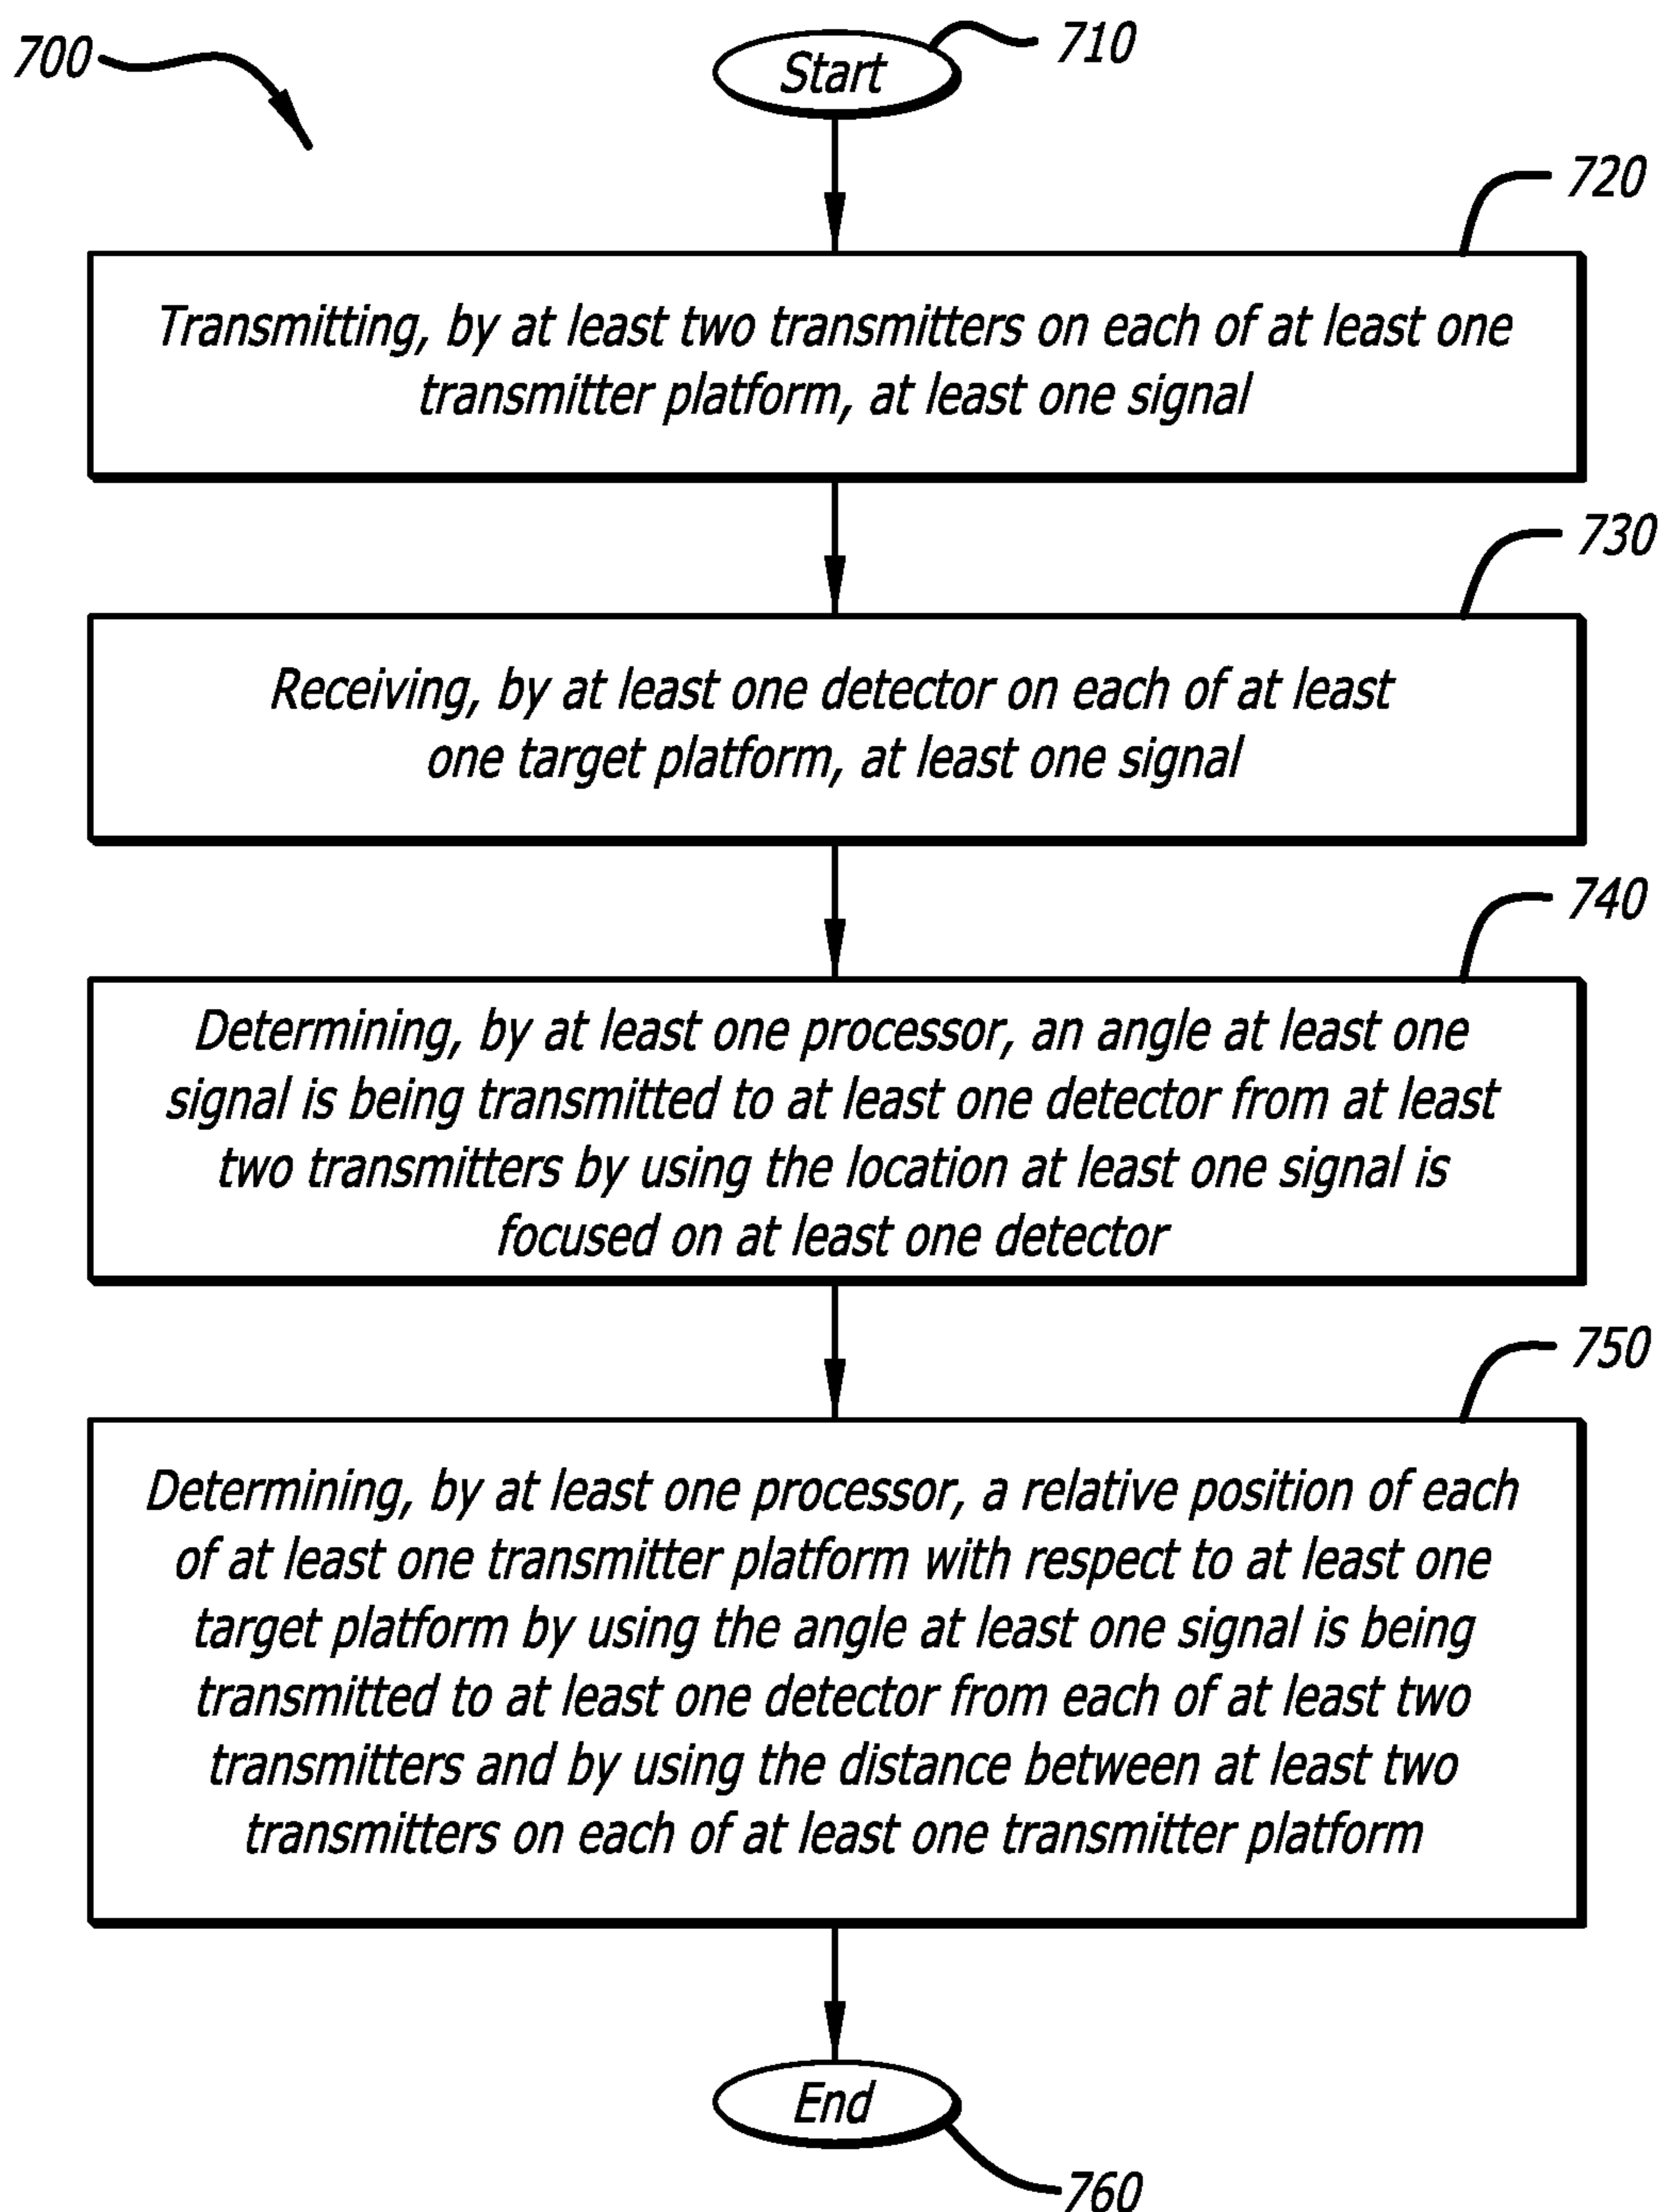 700
Start
710
720
Transmitting, by at least two transmitters on each of at least one
transmitter platform, at least one signal
730
Receiving, by at least one detector on each of at least
one target platform, at least one signal
740
Determining, by at least one processor, an angle at least one
signal is being transmitted to at least one detector from at least
two transmitters by using the location at least one signal is
focused on at least one detector
750
Determining, by at least one processor, a relative position of each
of at least one transmitter platform with respect to at least one
target platform by using the angle at least one signal is being
transmitted to at least one detector from each of at least two
transmitters and by using the distance between at least two
transmitters on each of at least one transmitter platform
End
760